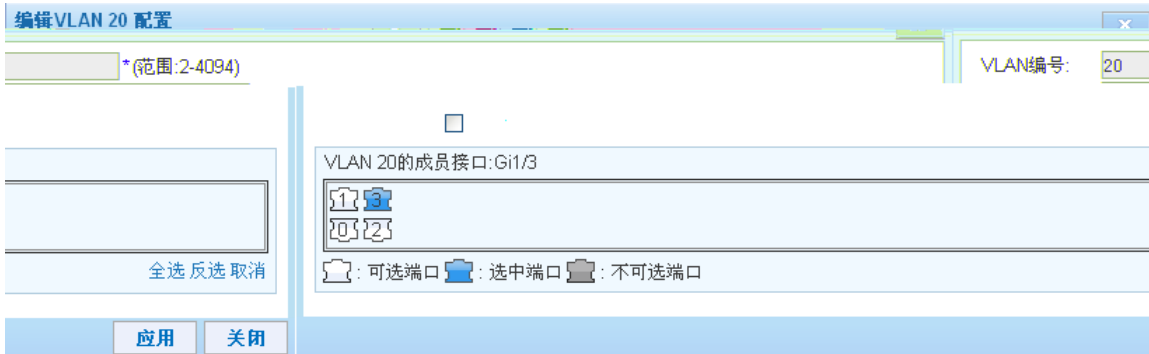 编辑VLAN 20 配置
*(范围:2-4094)
VLAN编号: 20
VLAN 20的成员接口:Gi1/3
1 3
0 2
全选 反选 取消
: 可选端口 : 选中端口 : 不可选端口
应用 关闭